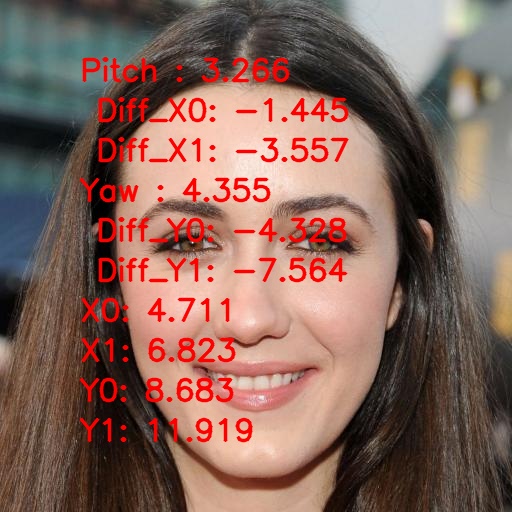 Pitch : 3.266
Diff_X0: -1.445
Diff_X1: -3.557
Yaw : 4.355
Diff_Y0: -4.328
Diff_Y1: -7.564
X0: 4.711
X1: 6.823
Y0: 8.683
Y1: 11.919